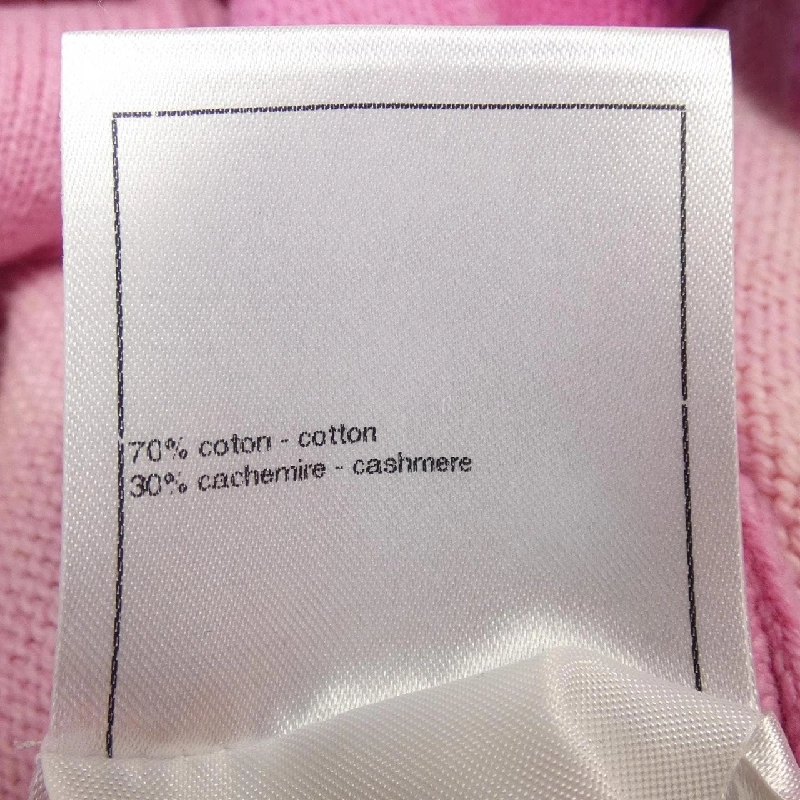 70% coton - cotton
30% cachemire - cashmere